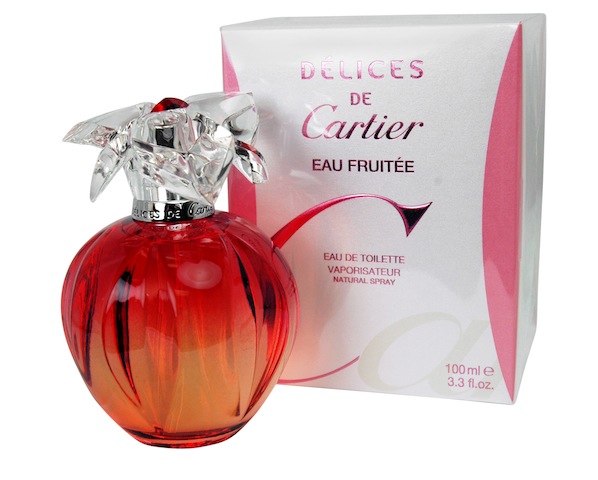 DÉLICES
DE
Cartier
EAU FRUITÉE
EAU DE TOILETTE
VAPORISATEUR
NATURAL SPRAY
100 ml e
3.3 fl.oz.
DÉLICES DE Cartier